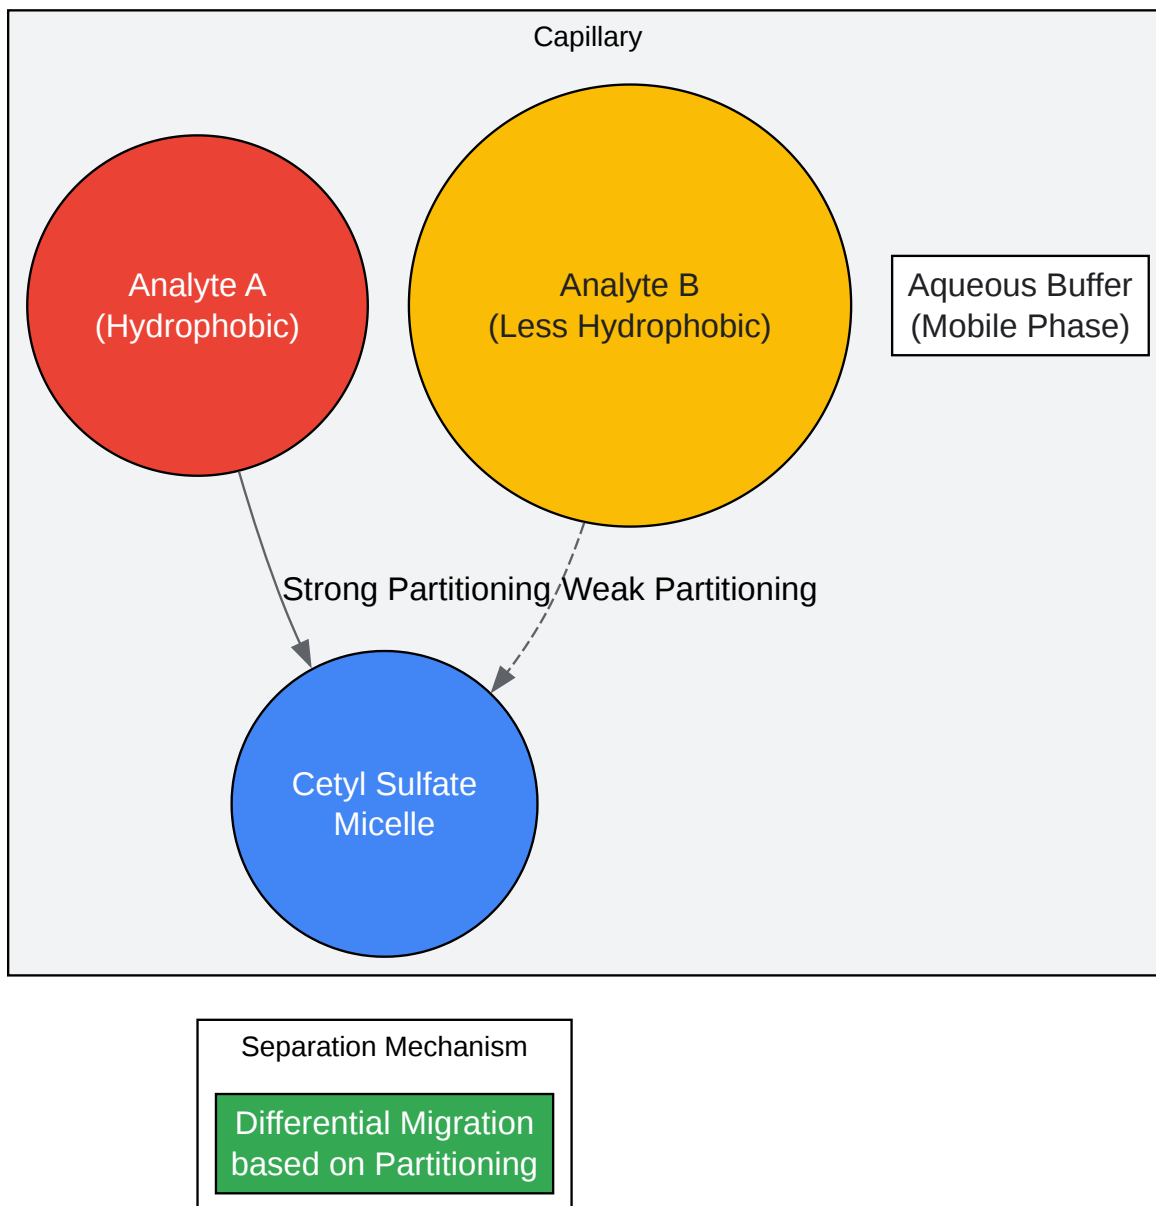 Capillary
Analyte A
(Hydrophobic)
Analyte B
(Less Hydrophobic)
Aqueous Buffer
(Mobile Phase)
Strong Partitioning
Weak Partitioning
Cetyl Sulfate
Micelle
Separation Mechanism
Differential Migration
based on Partitioning